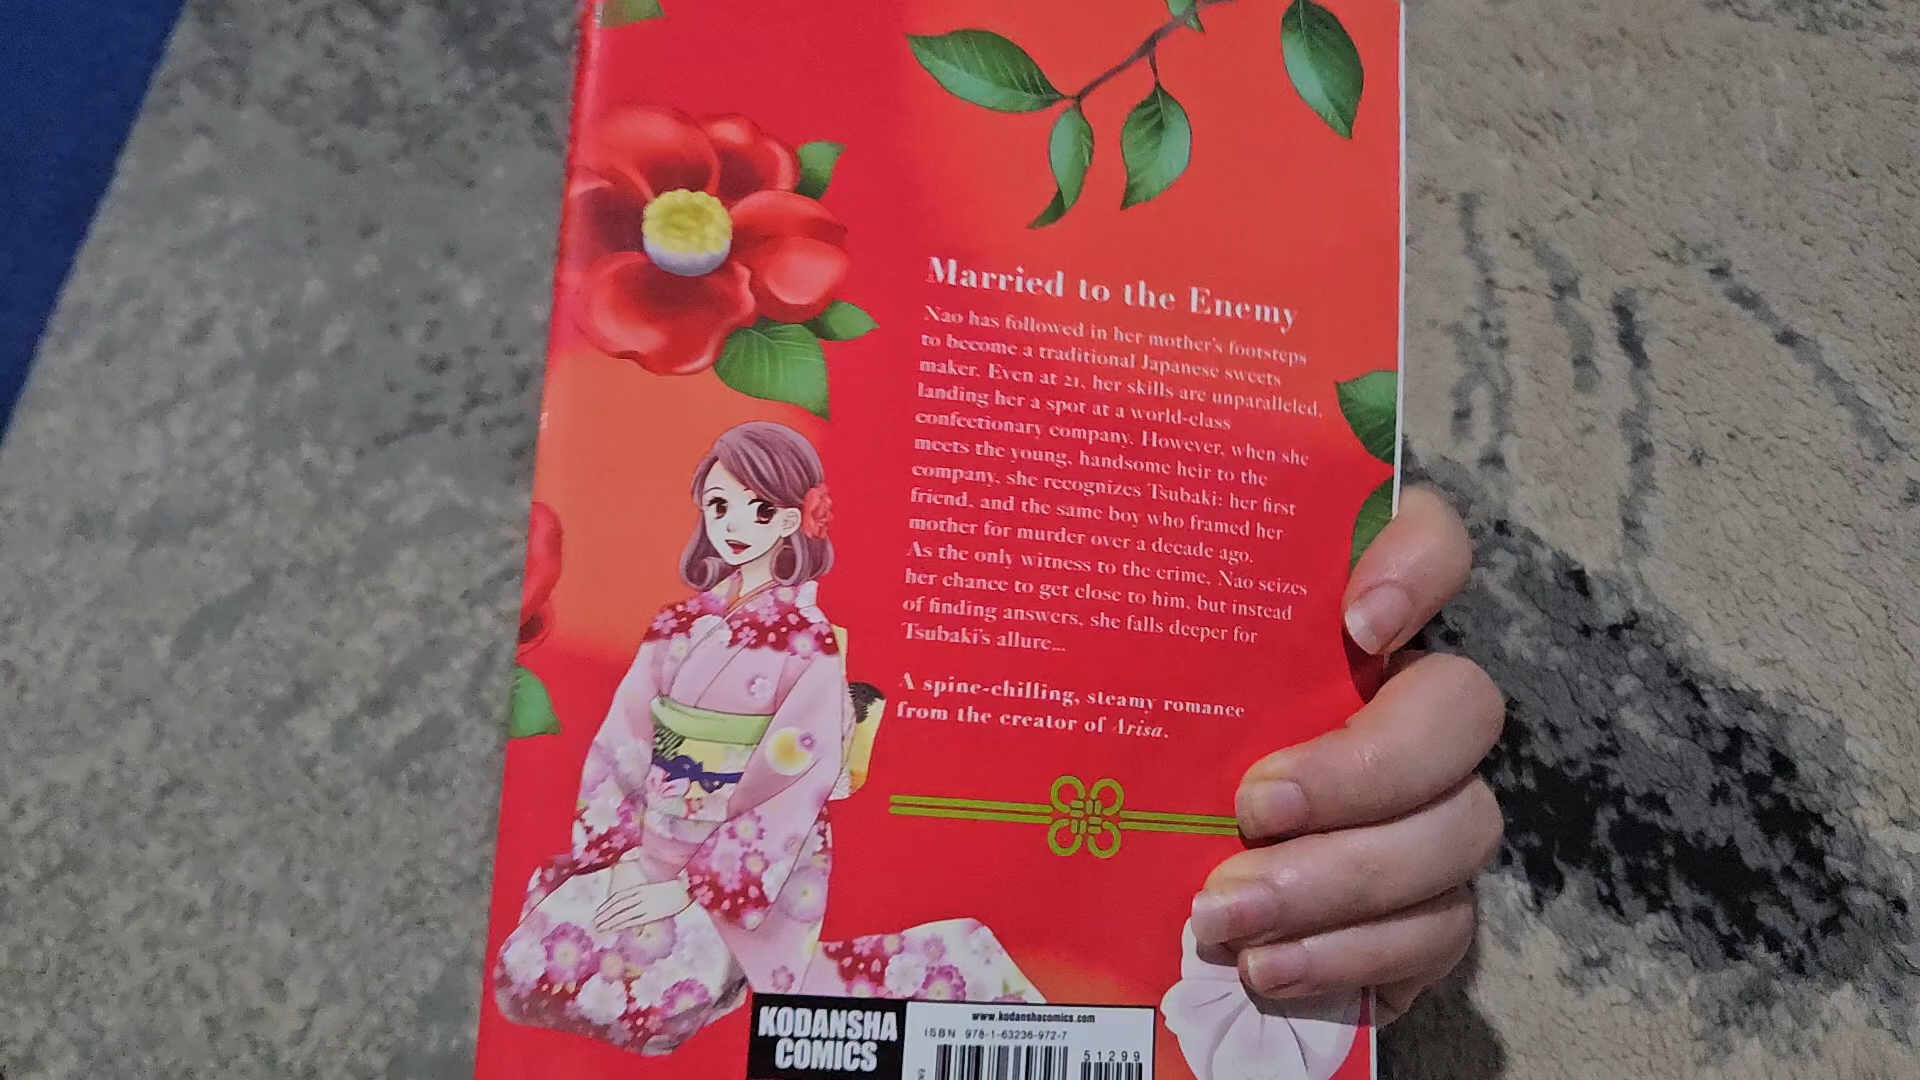 Married to the Enemy
Nao has followed in her mother's footsteps
to become a traditional Japanese sweets
maker. Even at 21, her skills are unparalleled,
landing her a spot at a world-class
confectionary company. However, when she
meets the young, handsome heir to the
company, she recognizes Tsubaki: her first
friend, and the same boy who framed her
mother for murder over a decade ago.
As the only witness to the crime, Nao seizes
her chance to get close to him, but instead
of finding answers, she falls deeper for
Tsubaki's allure...
A spine-chilling, steamy romance
from the creator of Arisa.
KODANSHA
COMICS
www.kodanshacomics.com
ISBN 978-1-63236-972-7
51299